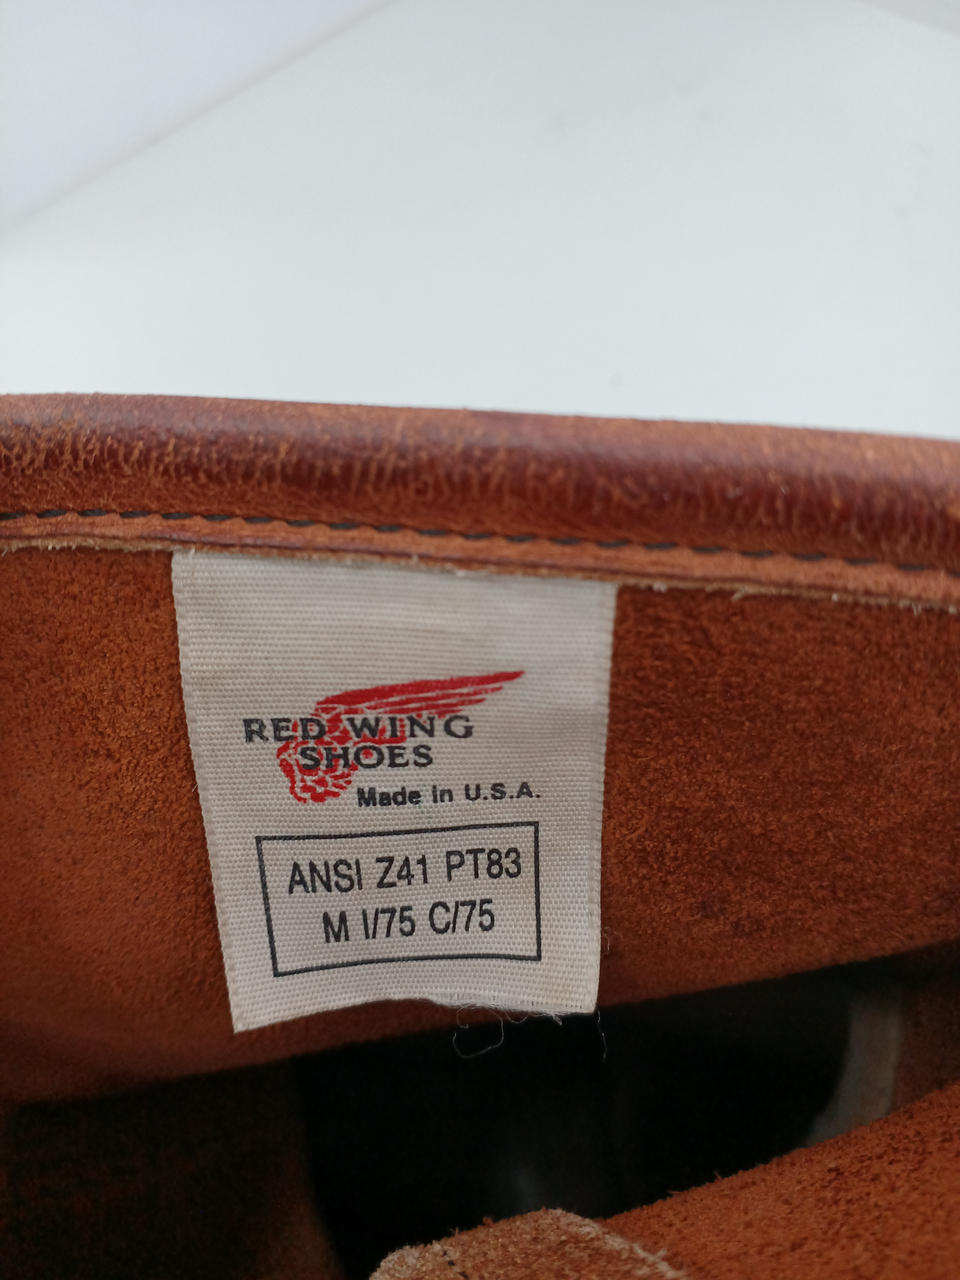 RED WING
SHOES
Made in U.S.A.
ANSI Z41 PT83
M I/75 C/75